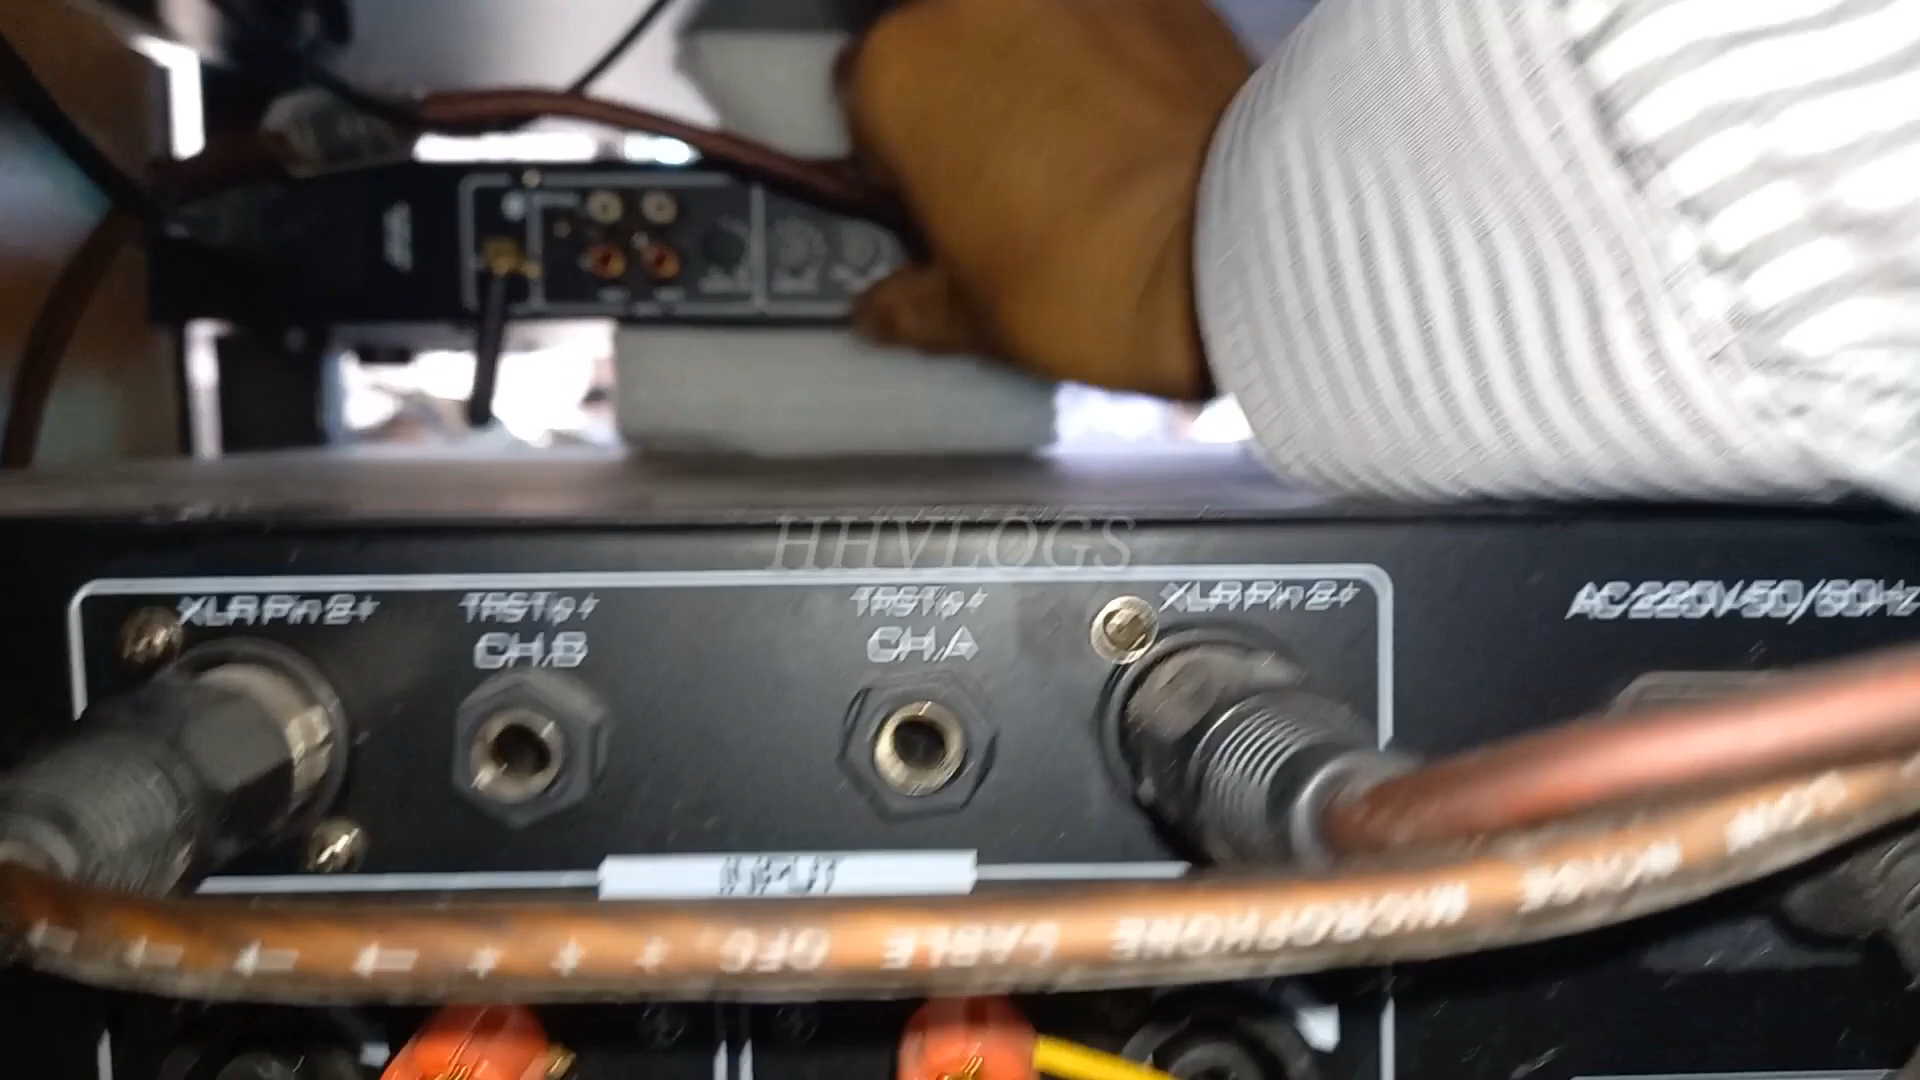 HHVLOGS
XLR Pin 2+
TRS Tip+
TRS Tip+
XLR Pin 2+
AC 220V-50/60Hz
CH.B
CH.A
INPUT
OFC. CABLE MICROPHONE